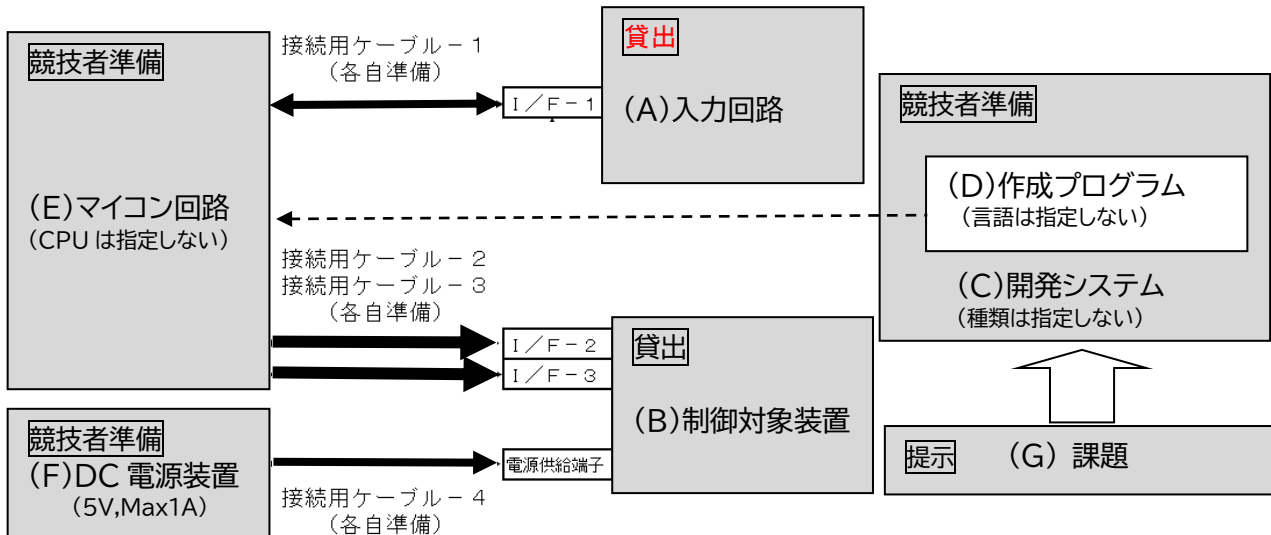 競技者準備
(E)マイコン回路
(CPU は指定しない)
接続用ケーブル－1
(各自準備)
I／F－1
貸出
(A)入力回路
競技者準備
(D)作成プログラム
(言語は指定しない)
(C)開発システム
(種類は指定しない)
接続用ケーブル－2
接続用ケーブル－3
(各自準備)
I／F－2
I／F－3
貸出
(B)制御対象装置
電源供給端子
競技者準備
(F)DC 電源装置
(5V,Max1A)
接続用ケーブル－4
(各自準備)
提示 (G) 課題